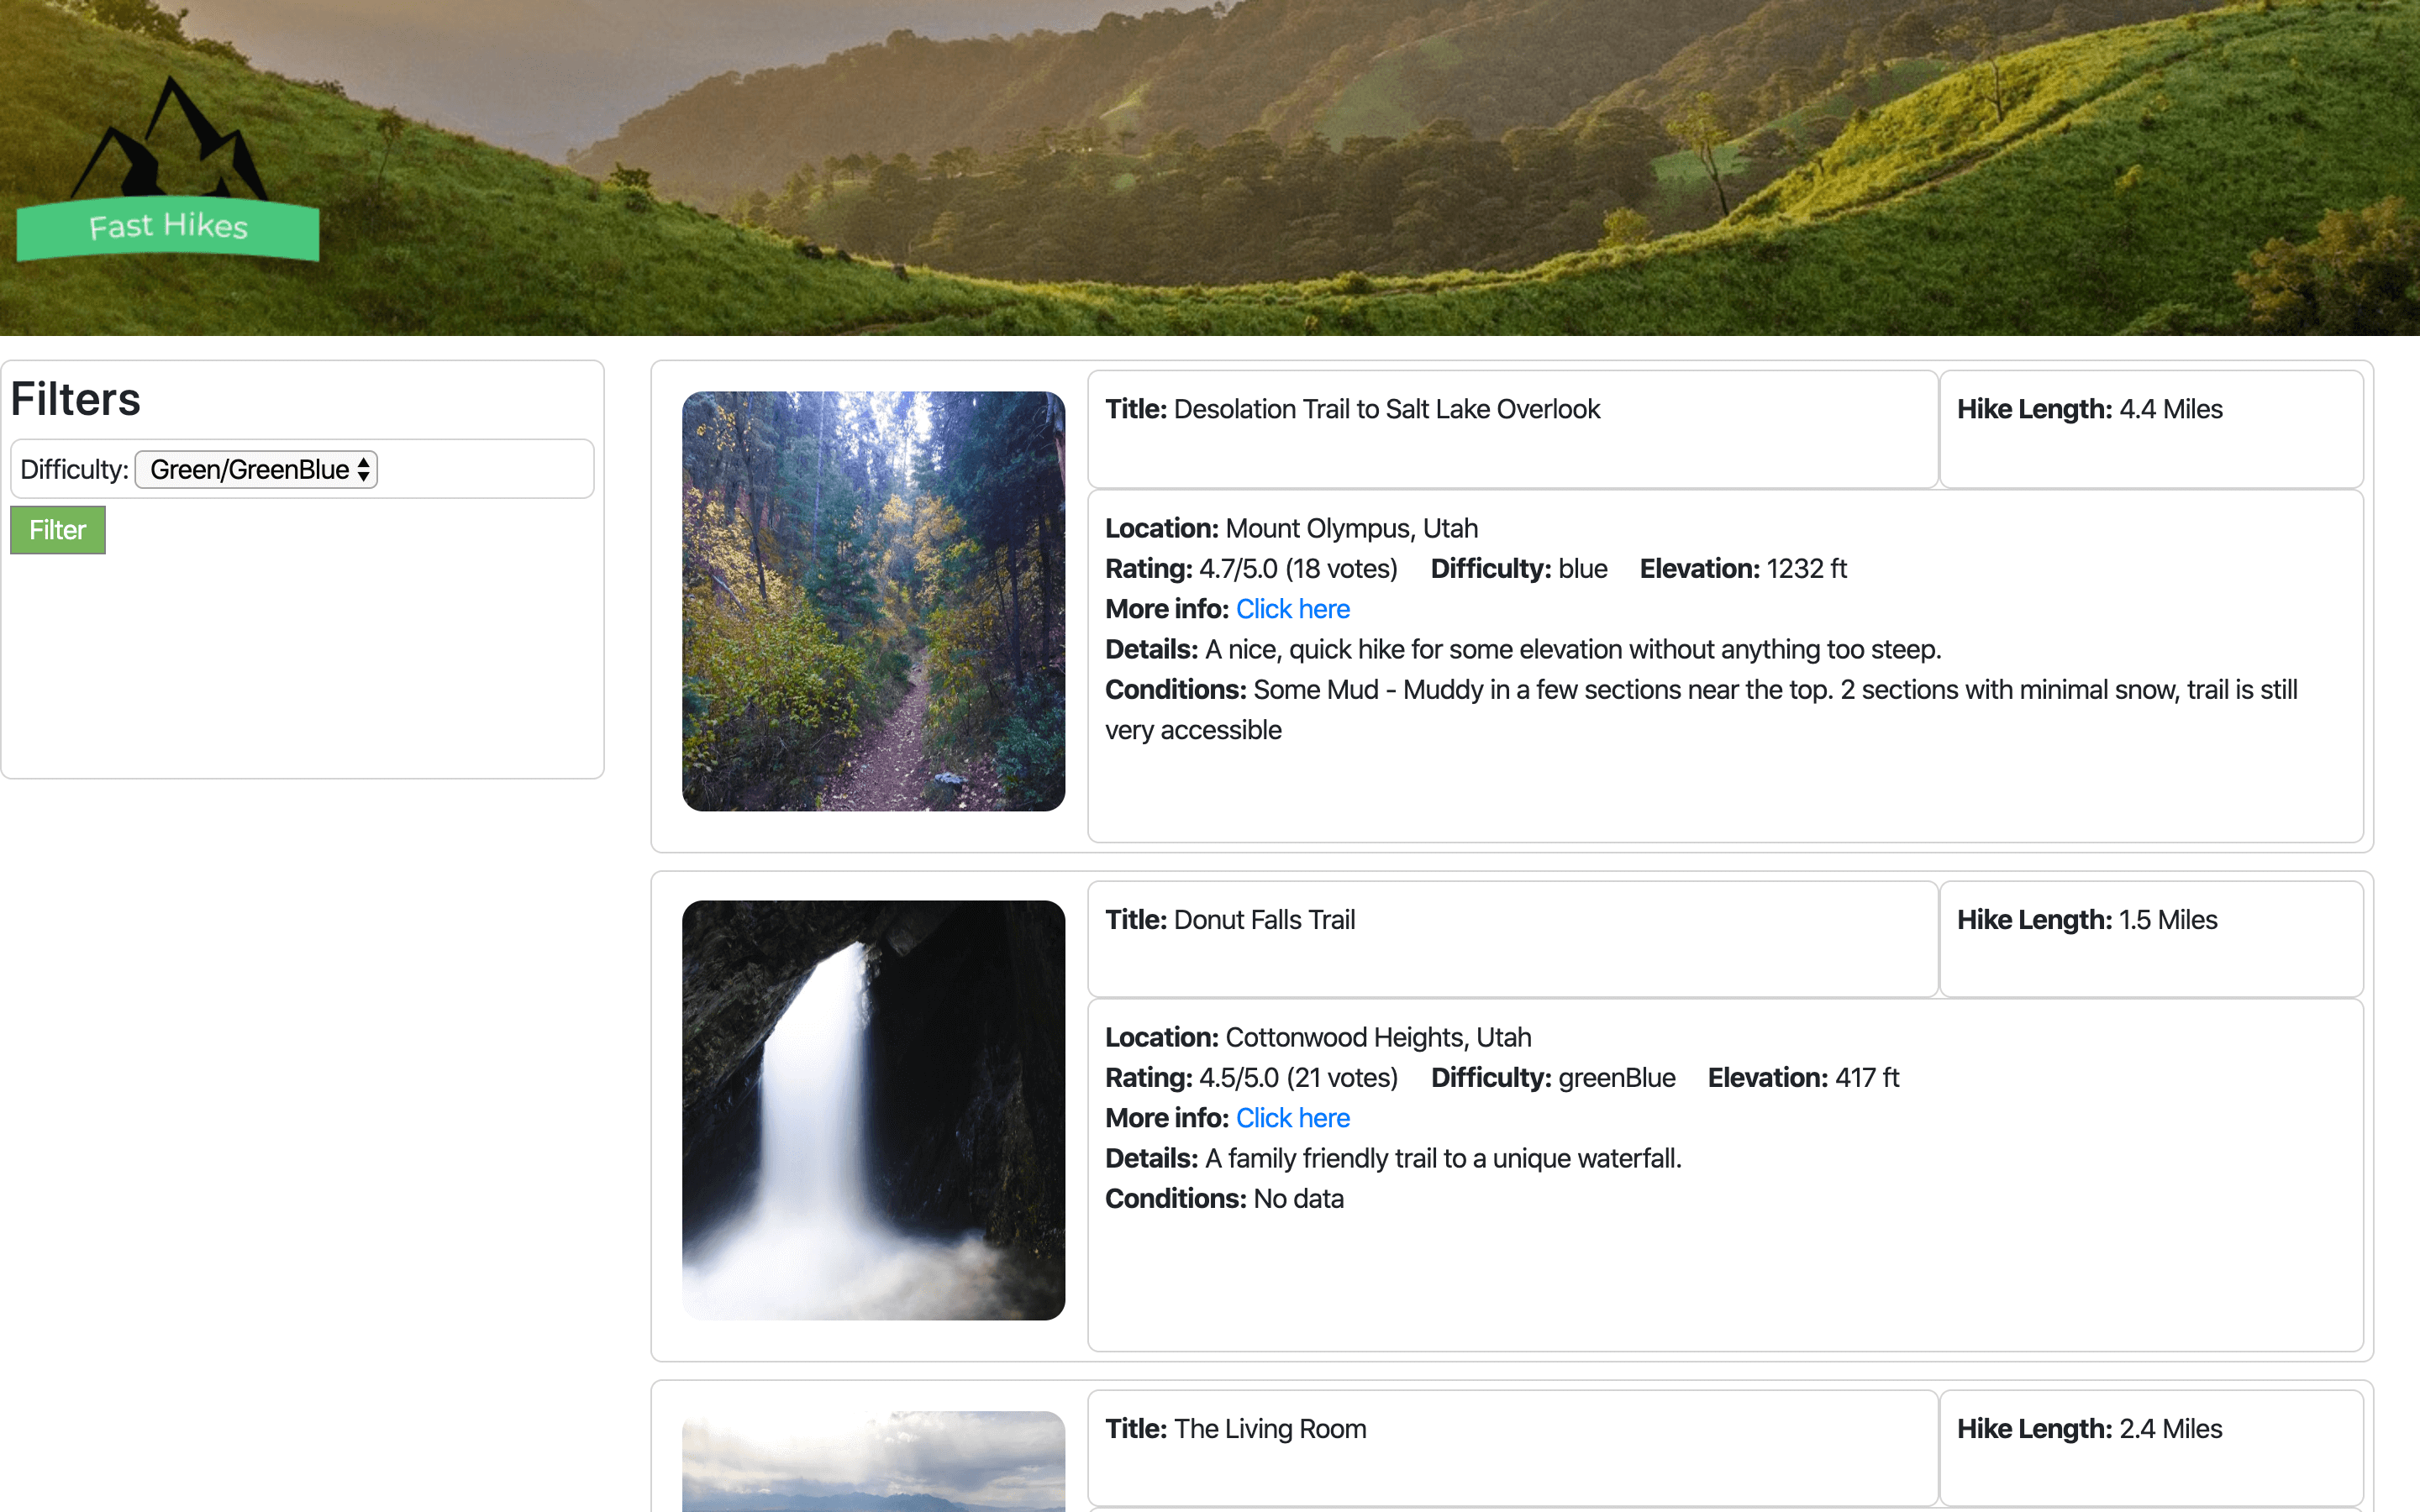 Fast Hikes
Filters
Difficulty: Green/GreenBlue
Filter
Title: Desolation Trail to Salt Lake Overlook
Hike Length: 4.4 Miles
Location: Mount Olympus, Utah
Rating: 4.7/5.0 (18 votes) Difficulty: blue Elevation: 1232 ft
More info: Click here
Details: A nice, quick hike for some elevation without anything too steep.
Conditions: Some Mud - Muddy in a few sections near the top. 2 sections with minimal snow, trail is still
very accessible
Title: Donut Falls Trail
Hike Length: 1.5 Miles
Location: Cottonwood Heights, Utah
Rating: 4.5/5.0 (21 votes) Difficulty: greenBlue Elevation: 417 ft
More info: Click here
Details: A family friendly trail to a unique waterfall.
Conditions: No data
Title: The Living Room
Hike Length: 2.4 Miles